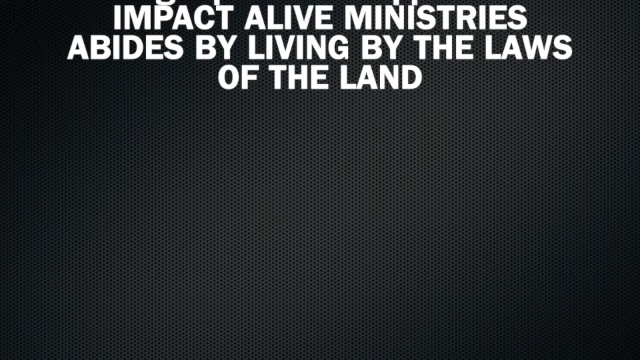 IMPACT ALIVE MINISTRIES
ABIDES BY LIVING BY THE LAWS
OF THE LAND